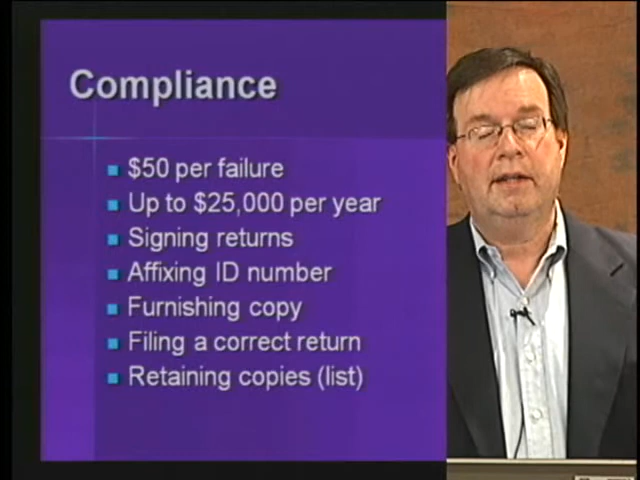 Compliance
$50 per failure
Up to $25,000 per year
Signing returns
Affixing ID number
Furnishing copy
Filing a correct return
Retaining copies (list)